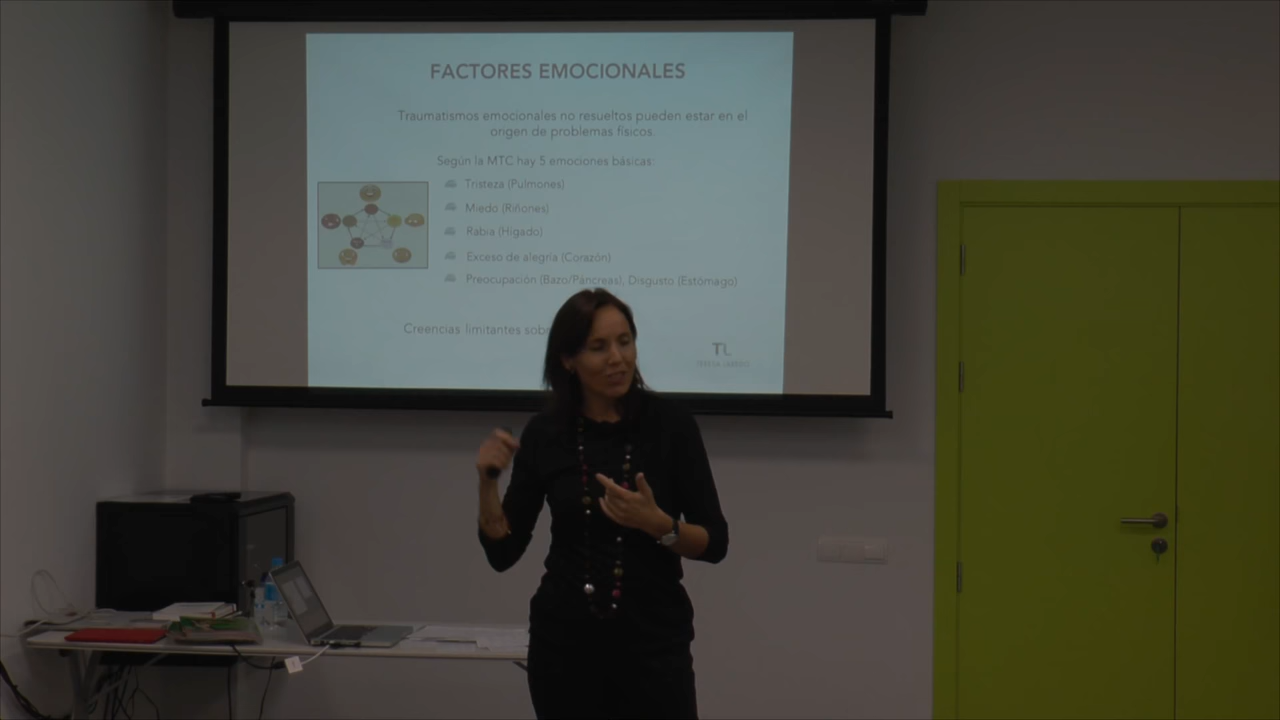 FACTORES EMOCIONALES
Traumatismos emocionales no resueltos pueden estar en el
origen de problemas físicos.
Según la MTC hay 5 emociones básicas:
Tristeza (Pulmones)
Miedo (Riñones)
Rabia (Hígado)
Exceso de alegría (Corazón)
Preocupación (Bazo/Páncreas), Disgusto (Estómago)
Creencias limitantes
TL